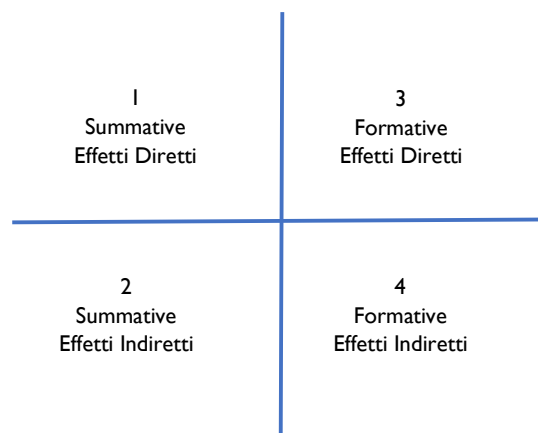 1
Summative
Effetti Diretti
3
Formative
Effetti Diretti
2
Summative
Effetti Indiretti
4
Formative
Effetti Indiretti